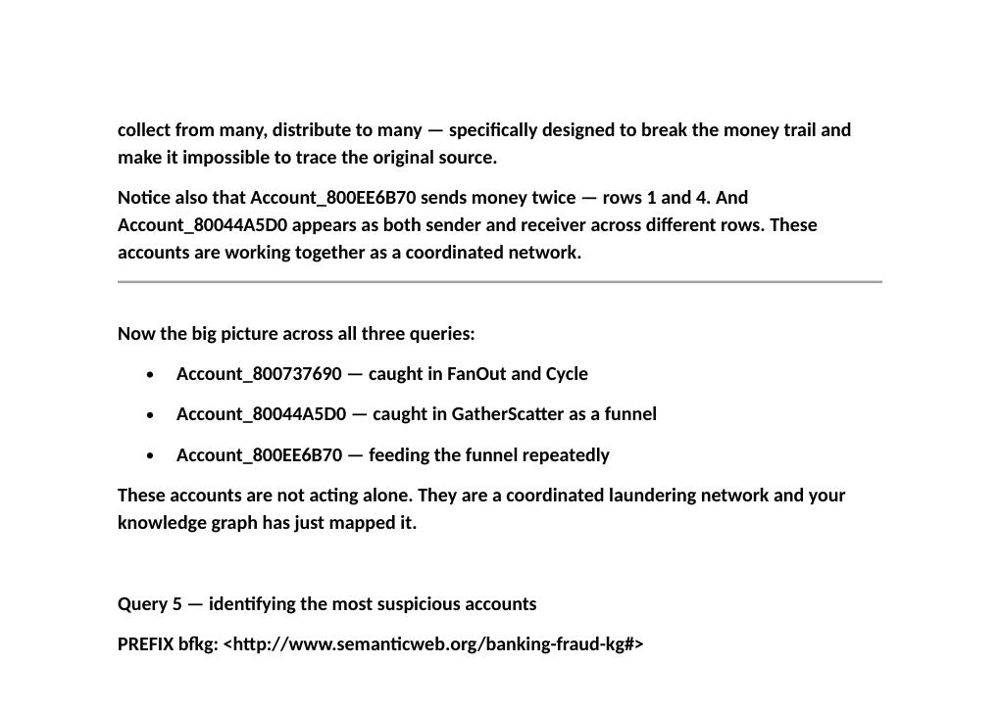 collect from many, distribute to many — specifically designed to break the money trail and
make it impossible to trace the original source.
Notice also that Account_800EE6B70 sends money twice — rows 1 and 4. And
Account_80044A5D0 appears as both sender and receiver across different rows. These
accounts are working together as a coordinated network.
Now the big picture across all three queries:
• Account_800737690 — caught in FanOut and Cycle
• Account_80044A5D0 — caught in GatherScatter as a funnel
• Account_800EE6B70 — feeding the funnel repeatedly
These accounts are not acting alone. They are a coordinated laundering network and your
knowledge graph has just mapped it.
Query 5 — identifying the most suspicious accounts
PREFIX bfkg: <http://www.semanticweb.org/banking-fraud-kg#>